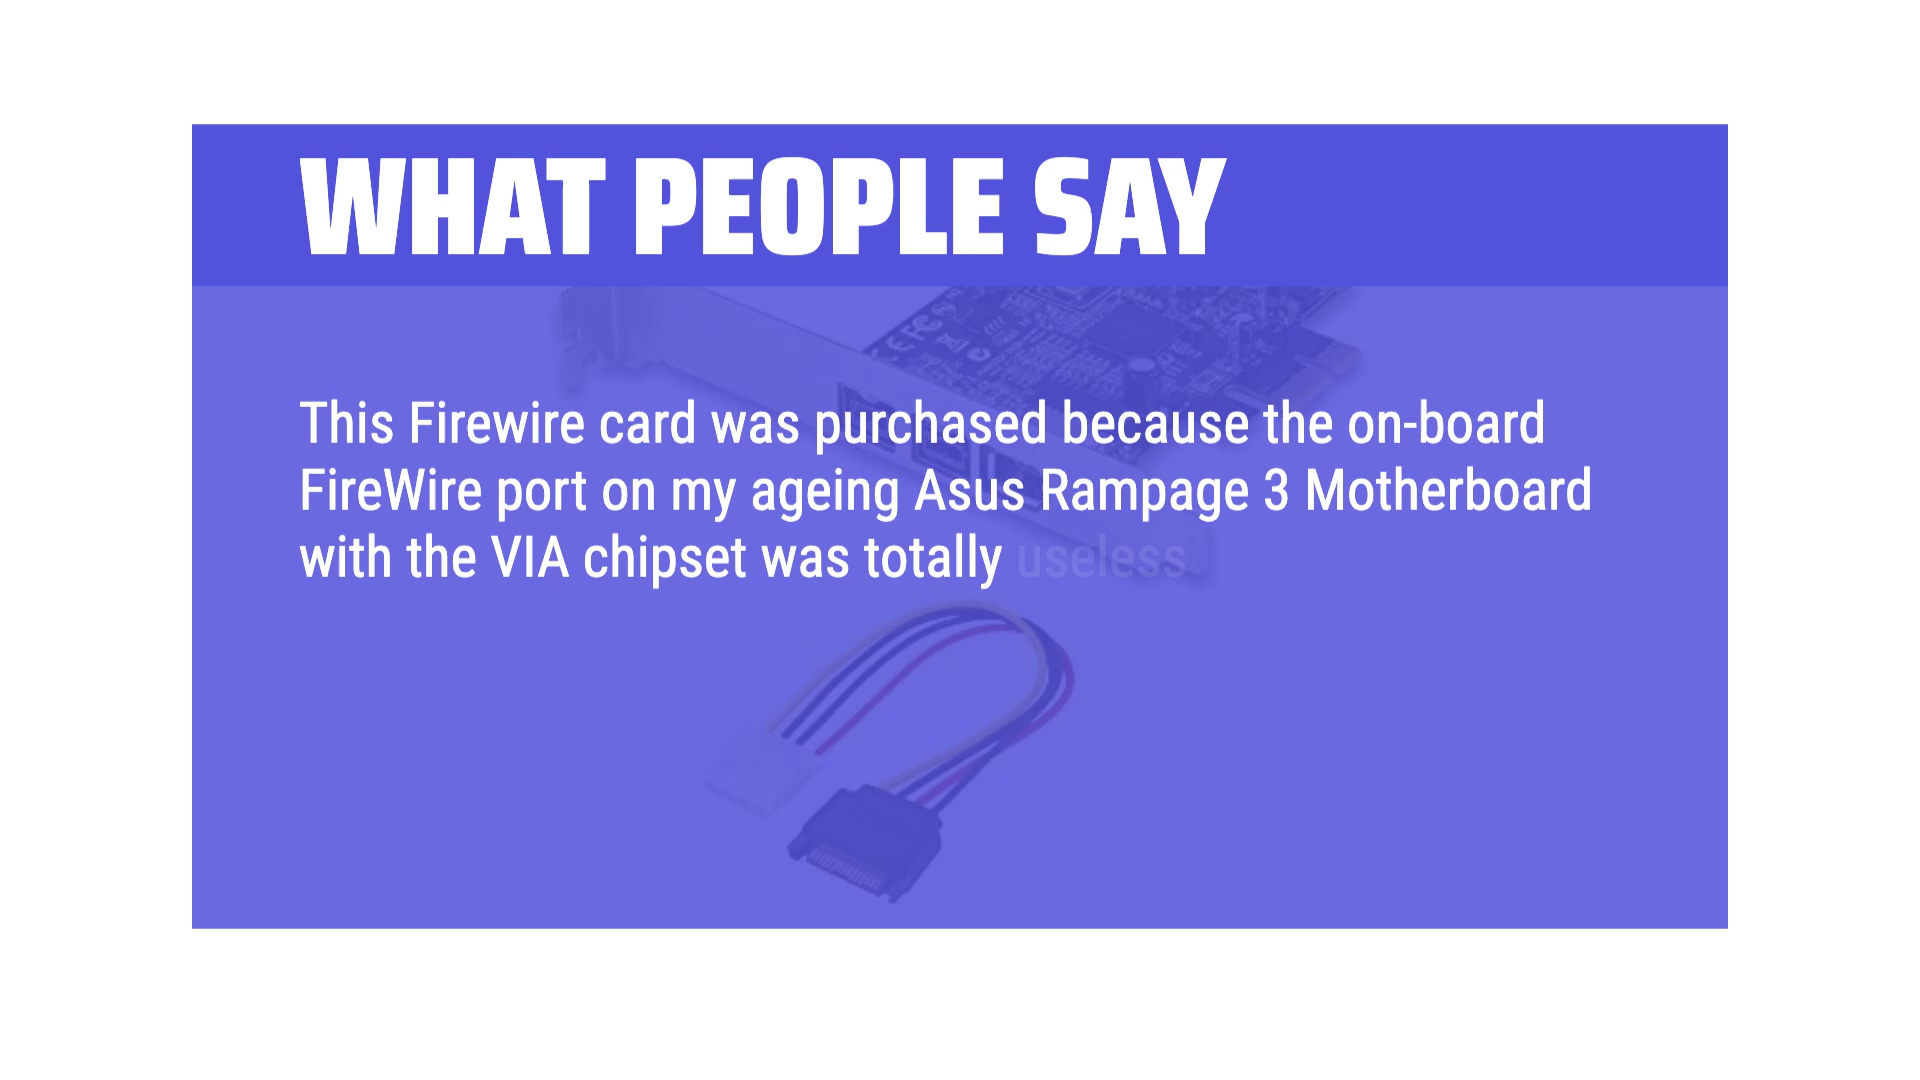 WHAT PEOPLE SAY
This Firewire card was purchased because the on-board
FireWire port on my ageing Asus Rampage 3 Motherboard
with the VIA chipset was totally useless